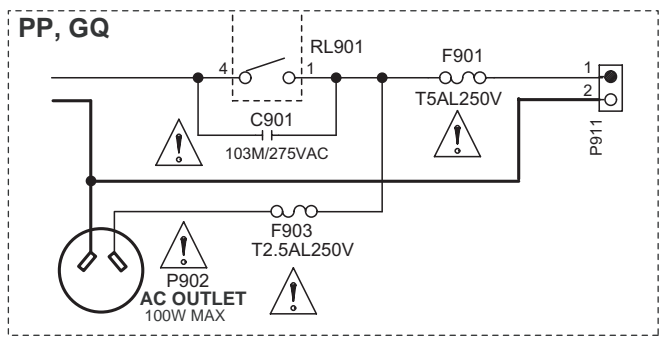 PP, GQ
RL901
4
1
F901
T5AL250V
1
2
P911
C901
103M/275VAC
!
!
F903
T2.5AL250V
!
!
P902
AC OUTLET
100W MAX